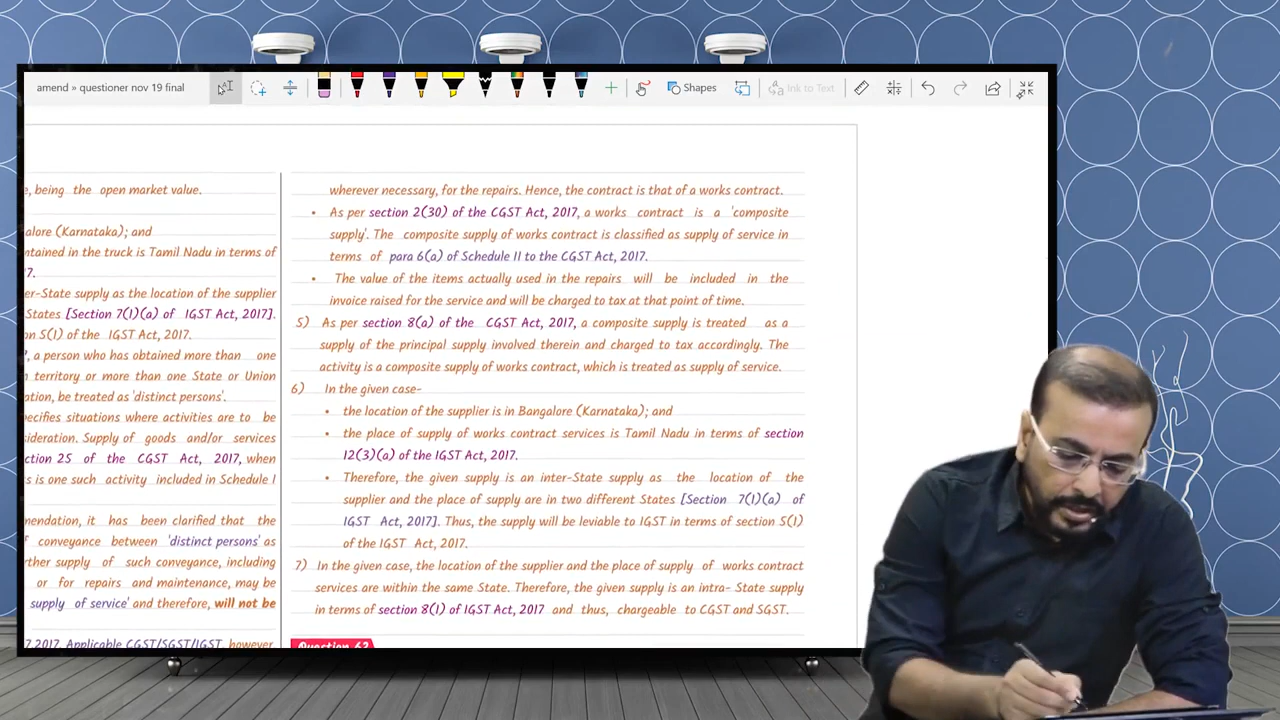 amend » questioner nov 19 final
Shapes
Ink to Text
e, being the open market value.
alore (Karnataka); and
ntained in the truck is Tamil Nadu in terms of
7.
er-State supply as the location of the supplier
States [Section 7(1)(a) of IGST Act, 2017].
on 5(1) of the IGST Act, 2017.
', a person who has obtained more than one
n territory or more than one State or Union
ation, be treated as 'distinct persons'.
ecifies situations where activities are to be
sideration. Supply of goods and/or services
ction 25 of the CGST Act, 2017, when
s is one such activity included in Schedule I
mendation, it has been clarified that the
f conveyance between 'distinct persons' as
rther supply of such conveyance, including
or for repairs and maintenance, may be
supply of service' and therefore, will not be
7.2017. Applicable CGST/SGST/IGST, however,
wherever necessary, for the repairs. Hence, the contract is that of a works contract.
• As per section 2(30) of the CGST Act, 2017, a works contract is a 'composite
supply'. The composite supply of works contract is classified as supply of service in
terms of para 6(a) of Schedule II to the CGST Act, 2017.
• The value of the items actually used in the repairs will be included in the
invoice raised for the service and will be charged to tax at that point of time.
5) As per section 8(a) of the CGST Act, 2017, a composite supply is treated as a
supply of the principal supply involved therein and charged to tax accordingly. The
activity is a composite supply of works contract, which is treated as supply of service.
6) In the given case-
• the location of the supplier is in Bangalore (Karnataka); and
• the place of supply of works contract services is Tamil Nadu in terms of section
12(3)(a) of the IGST Act, 2017.
• Therefore, the given supply is an inter-State supply as the location of the
supplier and the place of supply are in two different States [Section 7(1)(a) of
IGST Act, 2017]. Thus, the supply will be leviable to IGST in terms of section 5(1)
of the IGST Act, 2017.
7) In the given case, the location of the supplier and the place of supply of works contract
services are within the same State. Therefore, the given supply is an intra- State supply
in terms of section 8(1) of IGST Act, 2017 and thus, chargeable to CGST and SGST.
Question 62